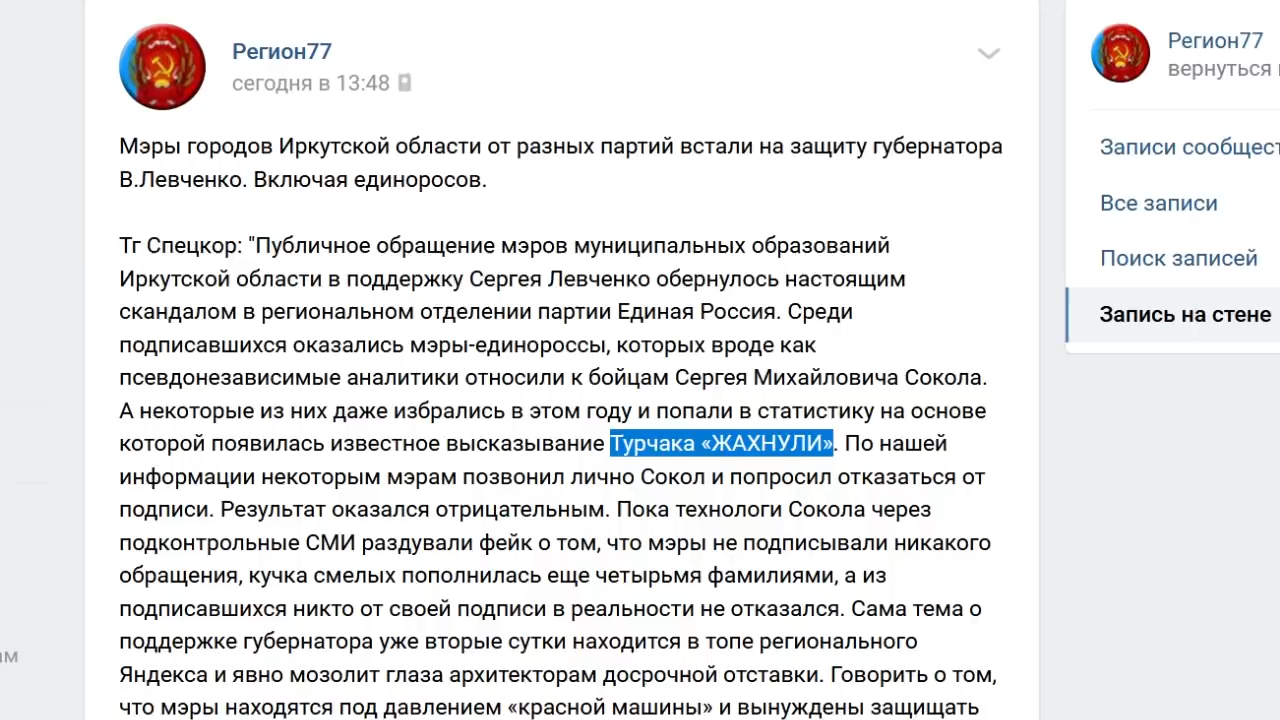 Регион77
сегодня в 13:48
Мэры городов Иркутской области от разных партий встали на защиту губернатора
В.Левченко. Включая единоросов.
Тг Спецкор: "Публичное обращение мэров муниципальных образований
Иркутской области в поддержку Сергея Левченко обернулось настоящим
скандалом в региональном отделении партии Единая Россия. Среди
подписавшихся оказались мэры-единороссы, которых вроде как
псевдонезависимые аналитики относили к бойцам Сергея Михайловича Сокола.
А некоторые из них даже избрались в этом году и попали в статистику на основе
которой появилась известное высказывание Турчака «ЖАХНУЛИ». По нашей
информации некоторым мэрам позвонил лично Сокол и попросил отказаться от
подписи. Результат оказался отрицательным. Пока технологи Сокола через
подконтрольные СМИ раздували фейк о том, что мэры не подписывали никакого
обращения, кучка смелых пополнилась еще четырьмя фамилиями, а из
подписавшихся никто от своей подписи в реальности не отказался. Сама тема о
поддержке губернатора уже вторые сутки находится в топе регионального
Яндекса и явно мозолит глаза архитекторам досрочной отставки. Говорить о том,
что мэры находятся под давлением «красной машины» и вынуждены защищать
Регион77
вернуться
Записи сообщест
Все записи
Поиск записей
Запись на стене
ам